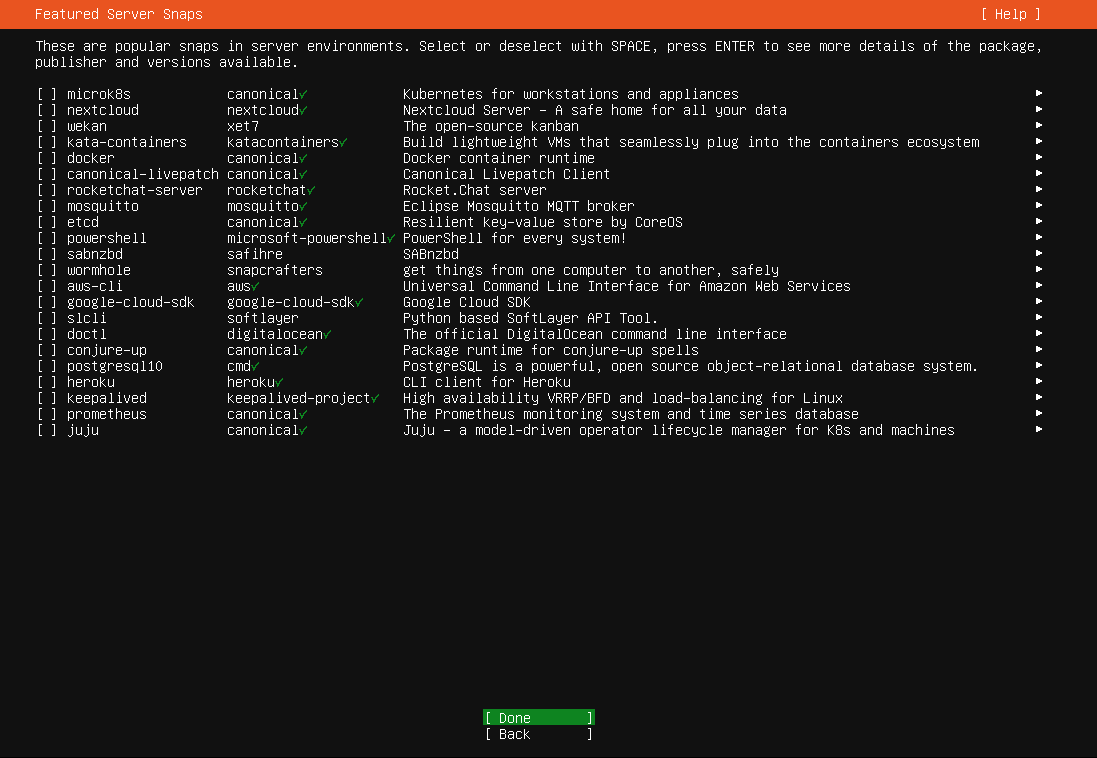 Featured Server Snaps [ Help ]
These are popular snaps in server environments. Select or deselect with SPACE, press ENTER to see more details of the package,
publisher and versions available.
[ ] microk8s canonical✓ Kubernetes for workstations and appliances ▸
[ ] nextcloud nextcloud✓ Nextcloud Server - A safe home for all your data ▸
[ ] wekan xet7 The open-source kanban ▸
[ ] kata-containers katacontainers✓ Build lightweight VMs that seamlessly plug into the containers ecosystem ▸
[ ] docker canonical✓ Docker container runtime ▸
[ ] canonical-livepatch canonical✓ Canonical Livepatch Client ▸
[ ] rocketchat-server rocketchat✓ Rocket.Chat server ▸
[ ] mosquitto mosquitto✓ Eclipse Mosquitto MQTT broker ▸
[ ] etcd canonical✓ Resilient key-value store by CoreOS ▸
[ ] powershell microsoft-powershell✓ PowerShell for every system! ▸
[ ] sabnzbd safihre SABnzbd ▸
[ ] wormhole snapcrafters get things from one computer to another, safely ▸
[ ] aws-cli aws✓ Universal Command Line Interface for Amazon Web Services ▸
[ ] google-cloud-sdk google-cloud-sdk✓ Google Cloud SDK ▸
[ ] slcli softlayer Python based SoftLayer API Tool. ▸
[ ] doctl digitalocean✓ The official DigitalOcean command line interface ▸
[ ] conjure-up canonical✓ Package runtime for conjure-up spells ▸
[ ] postgresql10 cmd✓ PostgreSQL is a powerful, open source object-relational database system. ▸
[ ] heroku heroku✓ CLI client for Heroku ▸
[ ] keepalived keepalived-project✓ High availability VRRP/BFD and load-balancing for Linux ▸
[ ] prometheus canonical✓ The Prometheus monitoring system and time series database ▸
[ ] juju canonical✓ Juju - a model-driven operator lifecycle manager for K8s and machines ▸
[ Done ]
[ Back ]